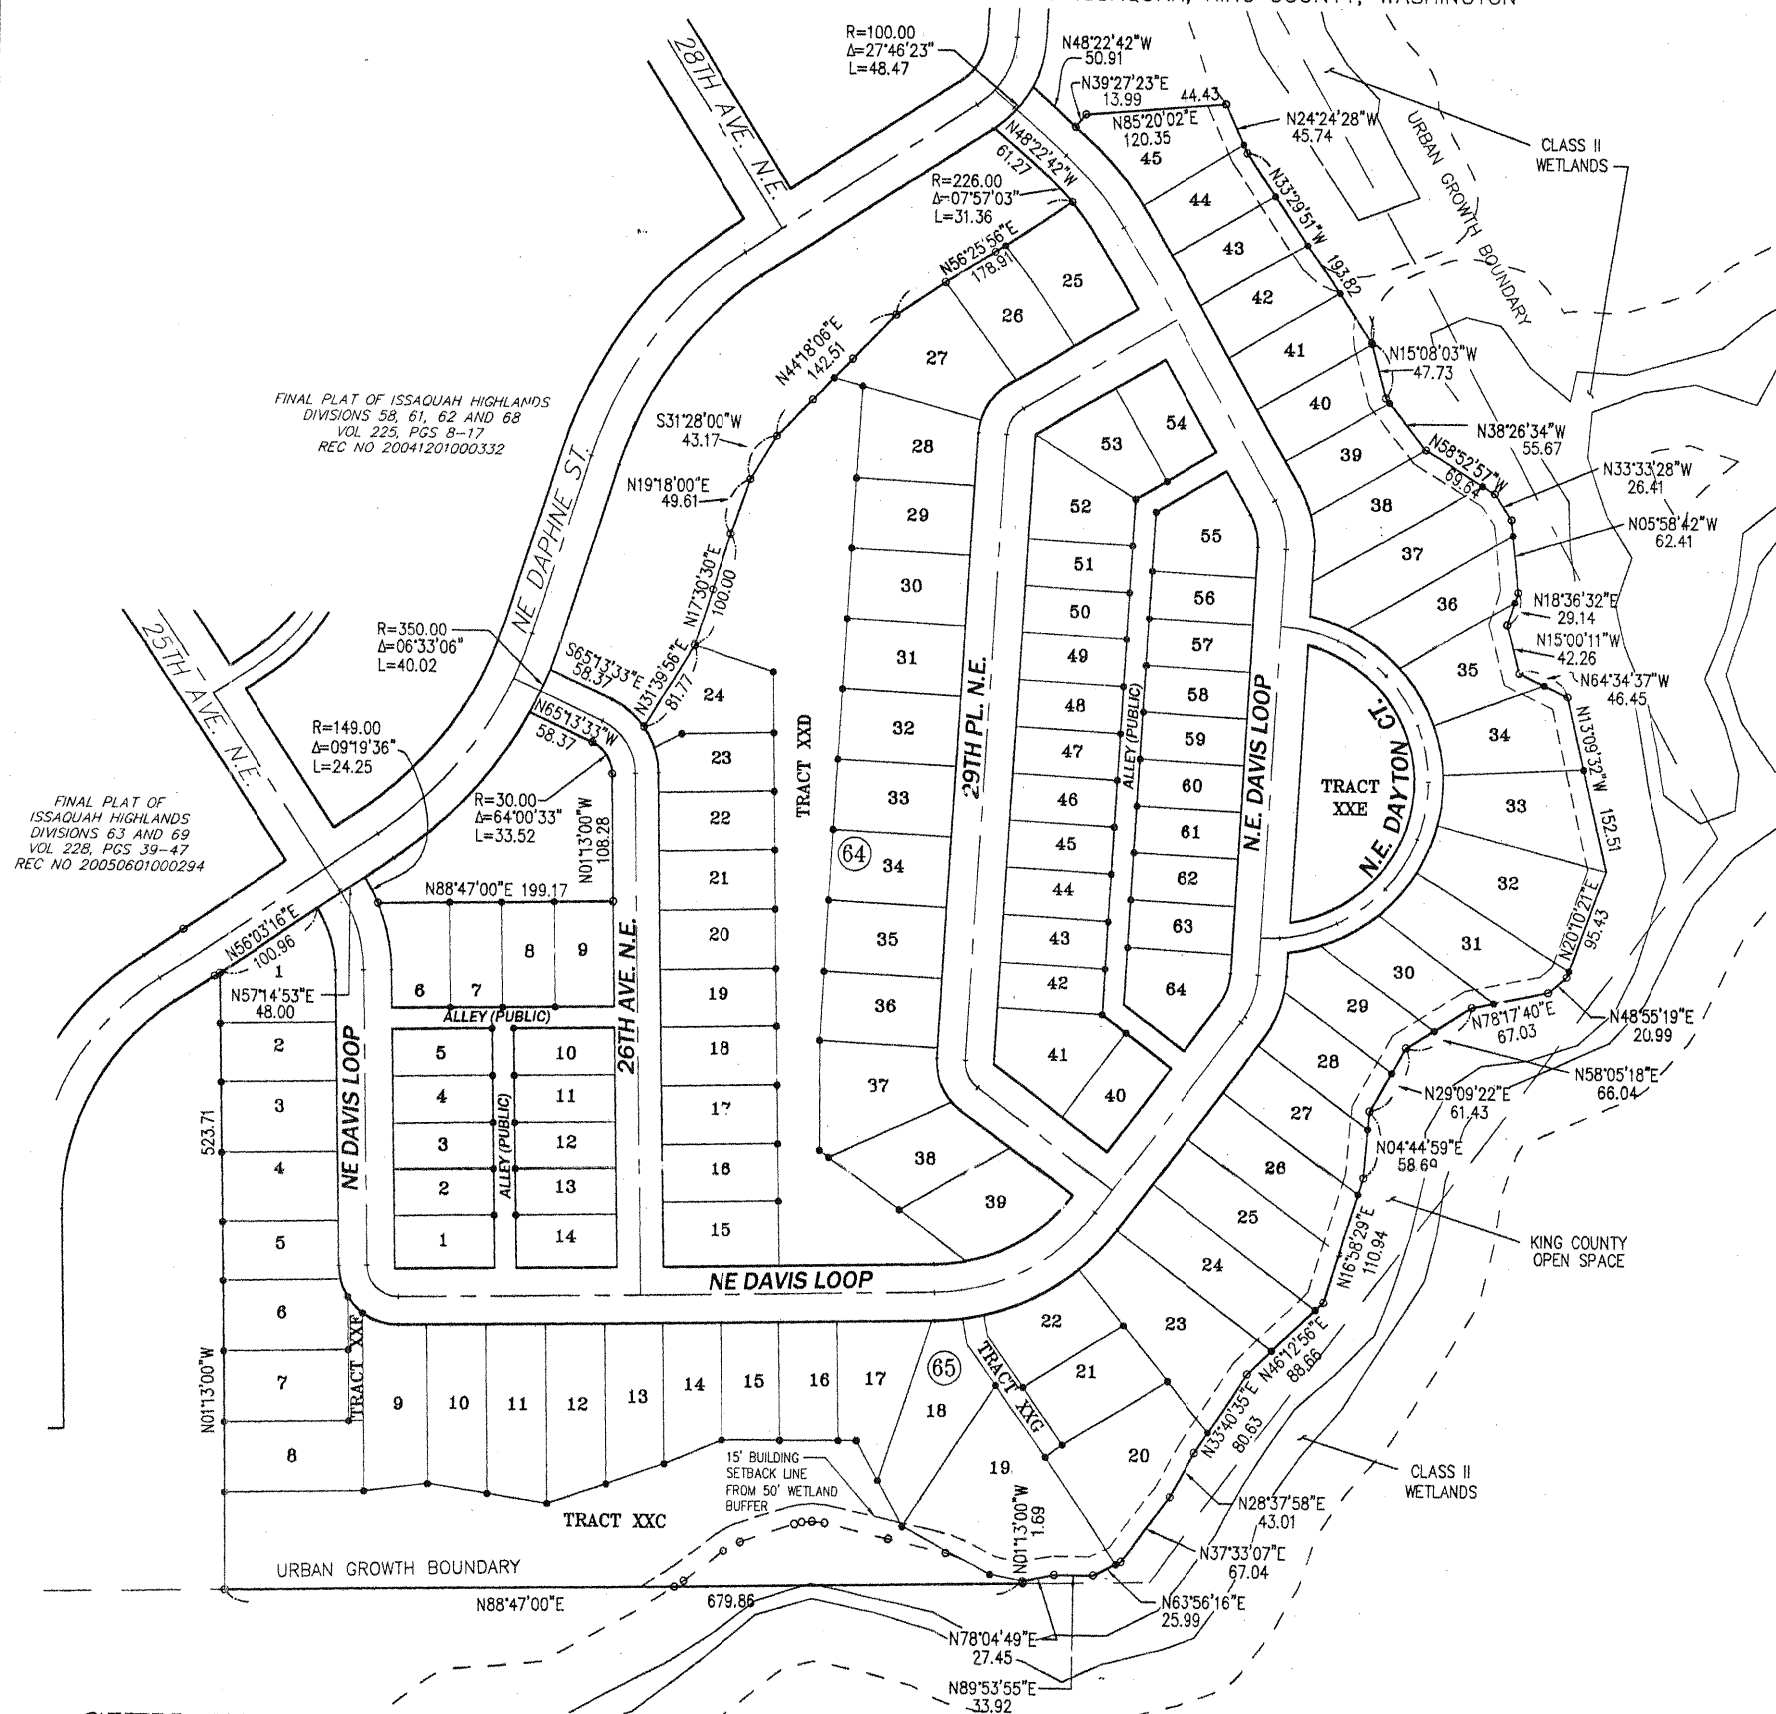 28TH AVE. N.E.
R=100.00
Δ=27°46'23"
L=48.47
N48°22'42"W
50.91
N39°27'23"E
13.99
44.43
N85°20'02"E
120.35
N24°24'28"W
45.74
CLASS II
WETLANDS
URBAN GROWTH BOUNDARY
N48°22'42"W
61.27
R=226.00
Δ=07°57'03"
L=31.36
N33°29'51"W
193.82
N56°25'56"E
178.91
N44°18'06"E
142.51
N15°08'03"W
47.73
FINAL PLAT OF ISSAQUAH HIGHLANDS
DIVISIONS 58, 61, 62 AND 68
VOL 225, PGS 8-17
REC NO 20041201000332
S31°28'00"W
43.17
N38°26'34"W
55.67
N58°52'57"W
69.64
N33°33'28"W
26.41
N19°18'00"E
49.61
N05°58'42"W
62.41
NE DAPHNE ST.
N17°30'30"E
100.00
N18°36'32"E
29.14
N15°00'11"W
42.26
N64°34'37"W
46.45
25TH AVE. N.E.
R=350.00
Δ=06°33'06"
L=40.02
S65°13'33"E
58.37
N31°39'56"E
81.77
N65°13'33"W
58.37
N13°09'32"W
152.51
R=149.00
Δ=09°19'36"
L=24.25
R=30.00
Δ=64°00'33"
L=33.52
N01°13'00"W
108.28
FINAL PLAT OF
ISSAQUAH HIGHLANDS
DIVISIONS 63 AND 69
VOL 228, PGS 39-47
REC NO 20050601000294
N88°47'00"E 199.17
N56°03'16"E
100.96
N57°14'53"E
48.00
NE DAVIS LOOP
26TH AVE. N.E.
ALLEY (PUBLIC)
ALLEY (PUBLIC)
TRACT XXD
64
29TH PL. N.E.
ALLEY (PUBLIC)
N.E. DAVIS LOOP
TRACT
XXE
N.E. DAYTON CT.
N20°10'21"E
95.43
N48°55'19"E
20.99
N78°17'40"E
67.03
N58°05'18"E
66.04
N29°09'22"E
61.43
N04°44'59"E
58.69
KING COUNTY
OPEN SPACE
N16°58'29"E
110.94
N46°12'56"E
88.66
N33°40'35"E
80.63
CLASS II
WETLANDS
N28°37'58"E
43.01
N37°33'07"E
67.04
N63°56'16"E
25.99
N78°04'49"E
27.45
N89°53'55"E
33.92
N01°13'00"W
1.69
523.71
N01°13'00"W
NE DAVIS LOOP
TRACT XXF
TRACT XXG
65
15' BUILDING
SETBACK LINE
FROM 50' WETLAND
BUFFER
TRACT XXC
URBAN GROWTH BOUNDARY
N88°47'00"E
679.86
45
44
43
42
41
40
39
38
37
36
35
34
33
32
31
30
29
28
27
26
25
24
23
22
21
20
19
18
17
16
15
14
13
12
11
10
9
8
7
6
5
4
3
2
1
25
26
27
28
29
30
31
32
33
34
35
36
37
38
39
24
23
22
21
20
19
18
17
16
15
6
7
8
9
5
4
3
2
1
10
11
12
13
14
54
53
52
51
50
49
48
47
46
45
44
43
42
41
40
55
56
57
58
59
60
61
62
63
64